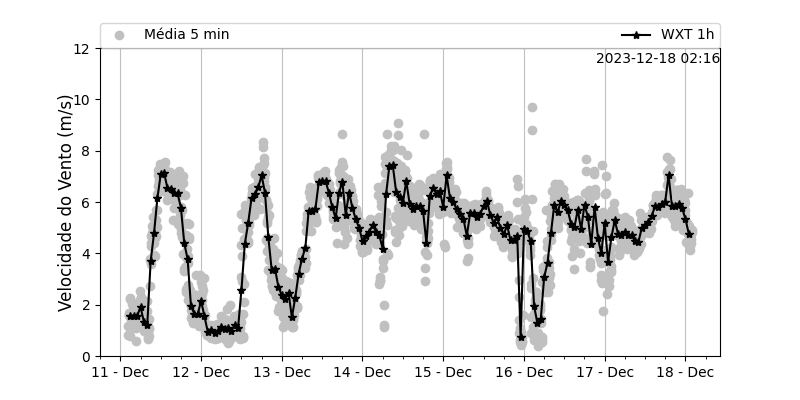 Média 5 min
WXT 1h
2023-12-18 02:16
Velocidade do Vento (m/s)
12
10
8
6
4
2
0
11 - Dec
12 - Dec
13 - Dec
14 - Dec
15 - Dec
16 - Dec
17 - Dec
18 - Dec